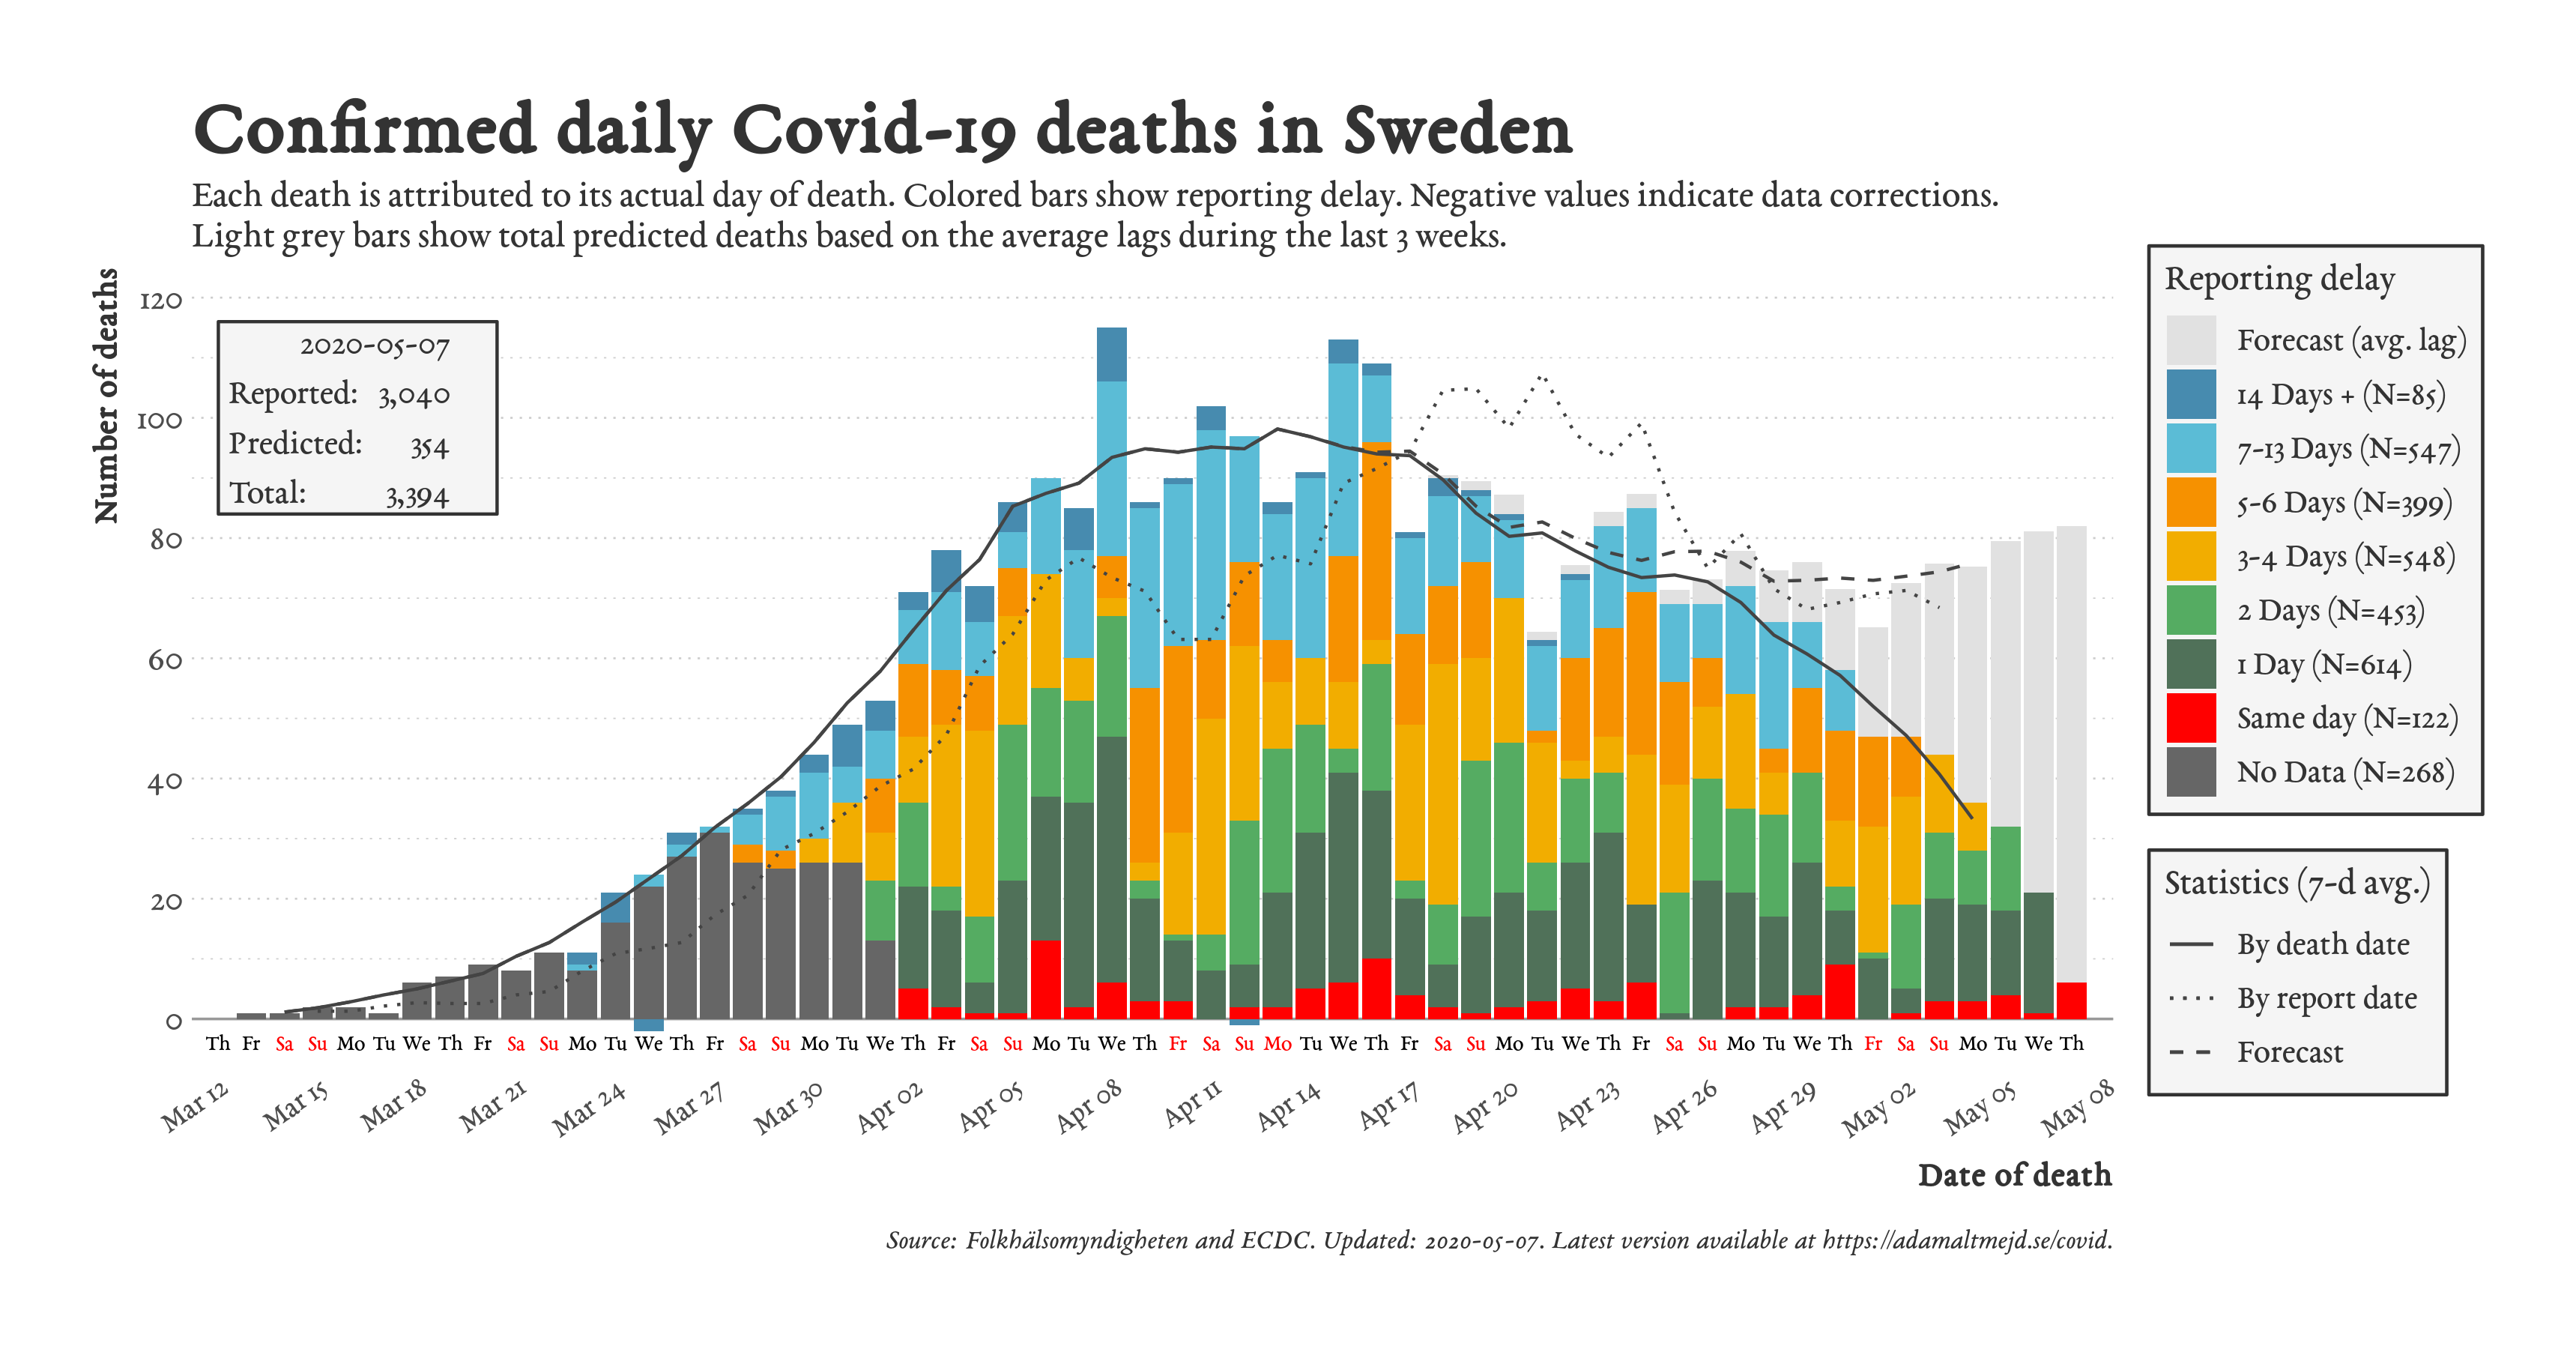 Confirmed daily Covid-19 deaths in Sweden
Each death is attributed to its actual day of death. Colored bars show reporting delay. Negative values indicate data corrections.
Light grey bars show total predicted deaths based on the average lags during the last 3 weeks.
Number of deaths
120
100
80
60
40
20
0
2020-05-07
Reported: 3,040
Predicted: 354
Total: 3,394
Th Fr Sa Su Mo Tu We Th Fr Sa Su Mo Tu We Th Fr Sa Su Mo Tu We Th Fr Sa Su Mo Tu We Th Fr Sa Su Mo Tu We Th Fr Sa Su Mo Tu We Th Fr Sa Su Mo Tu We Th Fr Sa Su Mo Tu We Th
Mar 12 Mar 15 Mar 18 Mar 21 Mar 24 Mar 27 Mar 30 Apr 02 Apr 05 Apr 08 Apr 11 Apr 14 Apr 17 Apr 20 Apr 23 Apr 26 Apr 29 May 02 May 05 May 08
Date of death
Reporting delay
Forecast (avg. lag)
14 Days + (N=85)
7-13 Days (N=547)
5-6 Days (N=399)
3-4 Days (N=548)
2 Days (N=453)
1 Day (N=614)
Same day (N=122)
No Data (N=268)
Statistics (7-d avg.)
By death date
By report date
Forecast
Source: Folkhälsomyndigheten and ECDC. Updated: 2020-05-07. Latest version available at https://adamaltmejd.se/covid.